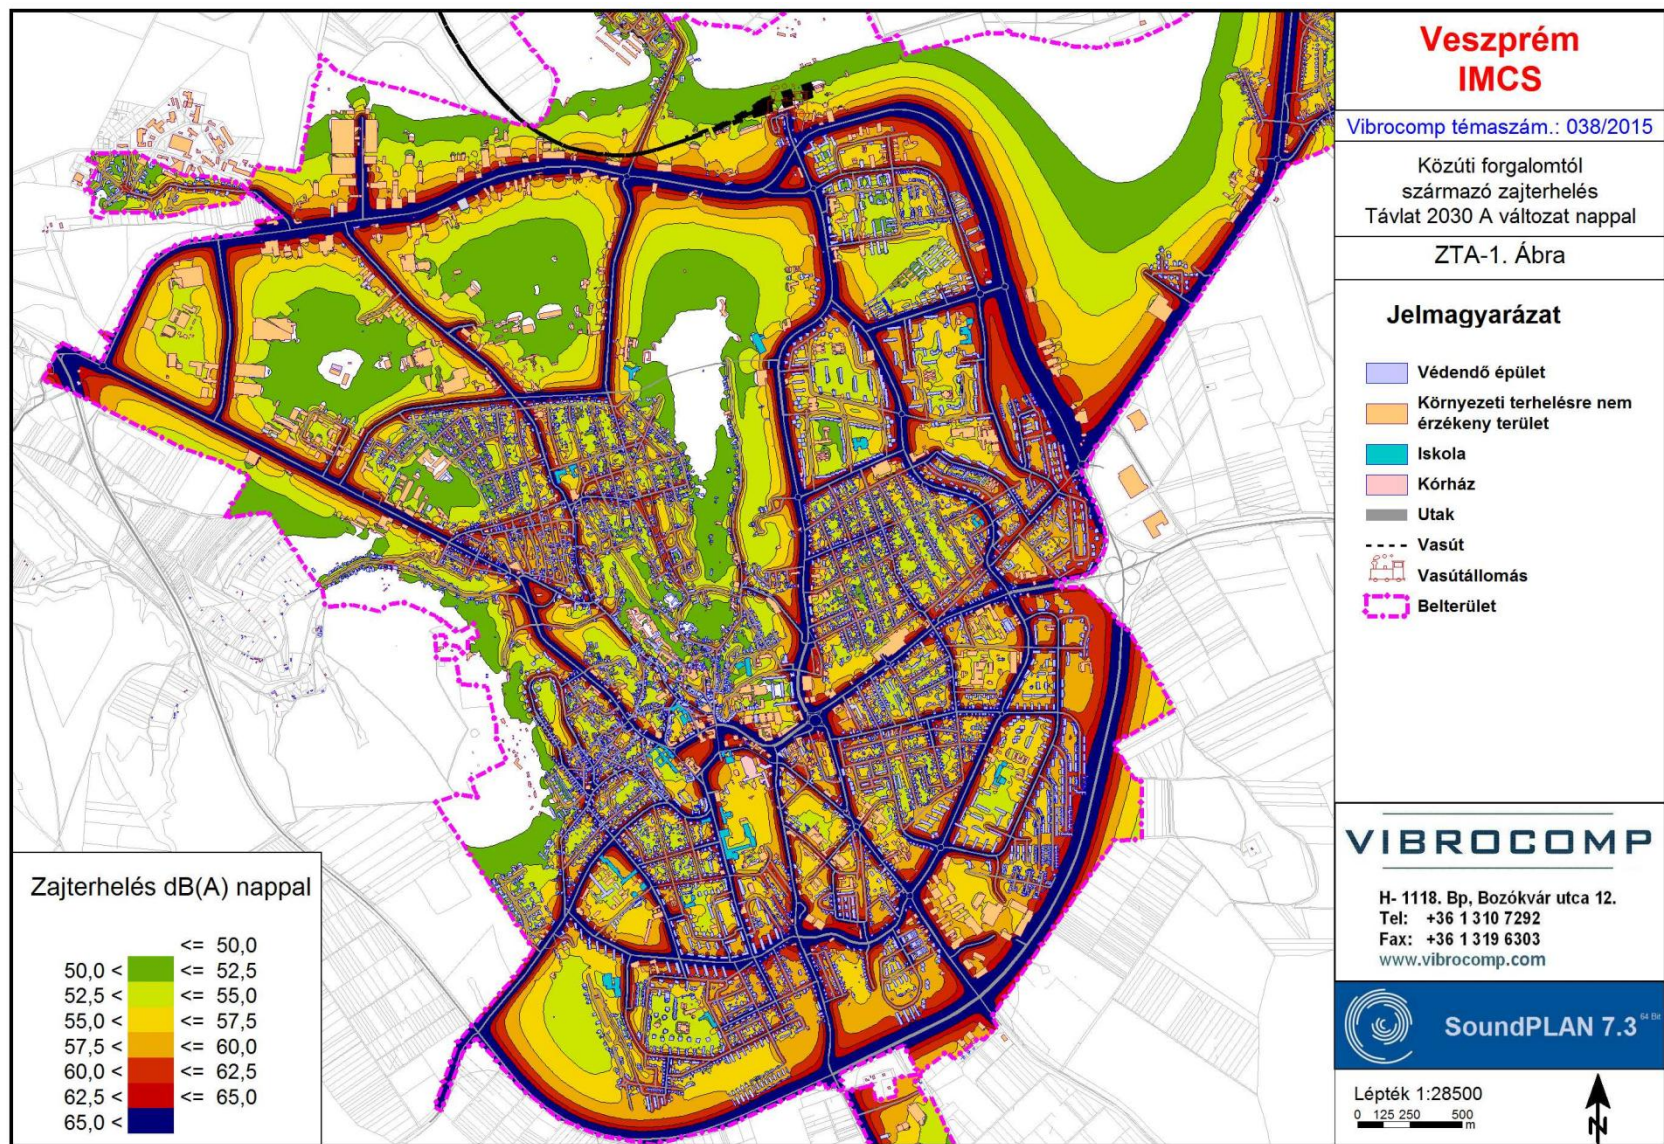 Veszprém
IMCS
Vibrocomp témaszám.: 038/2015
Közúti forgalomtól
származó zajterhelés
Távlat 2030 A változat nappal
ZTA-1. Ábra
Jelmagyarázat
Védendő épület
Környezeti terhelésre nem
érzékeny terület
Iskola
Kórház
Utak
Vasút
Vasútállomás
Belterület
Zajterhelés dB(A) nappal
<= 50,0
50,0 < <= 52,5
52,5 < <= 55,0
55,0 < <= 57,5
57,5 < <= 60,0
60,0 < <= 62,5
62,5 < <= 65,0
65,0 <
VIBROCOMP
H- 1118. Bp, Bozókvár utca 12.
Tel: +36 1 310 7292
Fax: +36 1 319 6303
www.vibrocomp.com
SoundPLAN 7.3 64 Bit
Lépték 1:28500
0 125 250 500
m
N